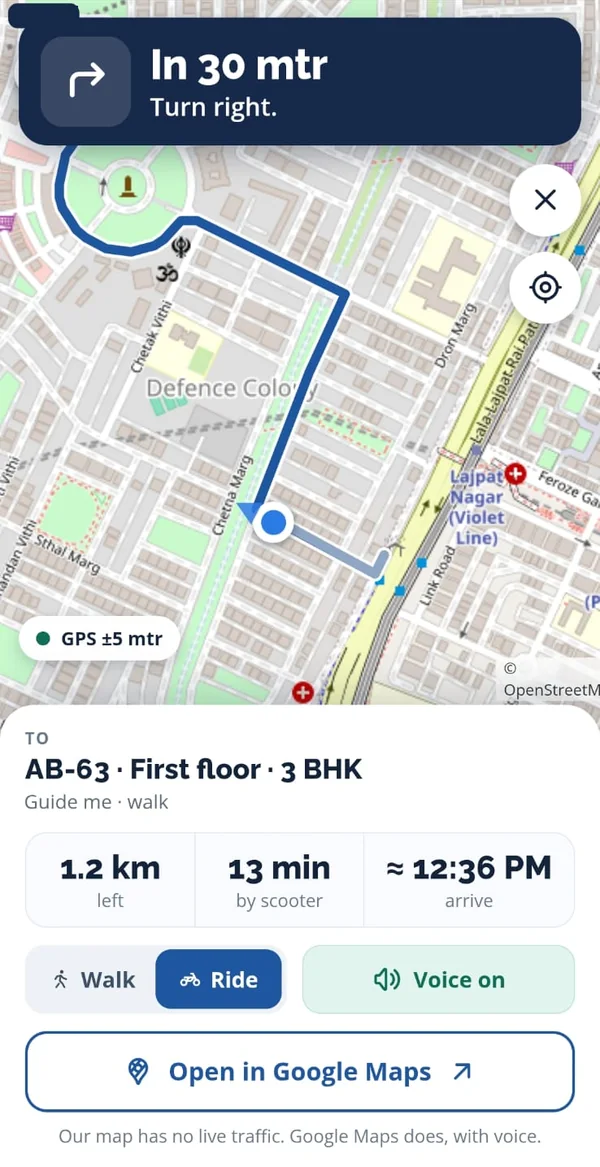 In 30 mtr
Turn right.
Chetak Vithi
Dron Marg
Lala Lajpat Rai Pat
Defence Colony
Chetna Marg
Lajpat
Nagar
(Violet
Line)
Feroze Ga
Sthal Marg
Link Road
GPS ±5 mtr
©
OpenStreetM
TO
AB-63 · First floor · 3 BHK
Guide me · walk
1.2 km
13 min
≈ 12:36 PM
left
by scooter
arrive
Walk
Ride
Voice on
Open in Google Maps
Our map has no live traffic. Google Maps does, with voice.